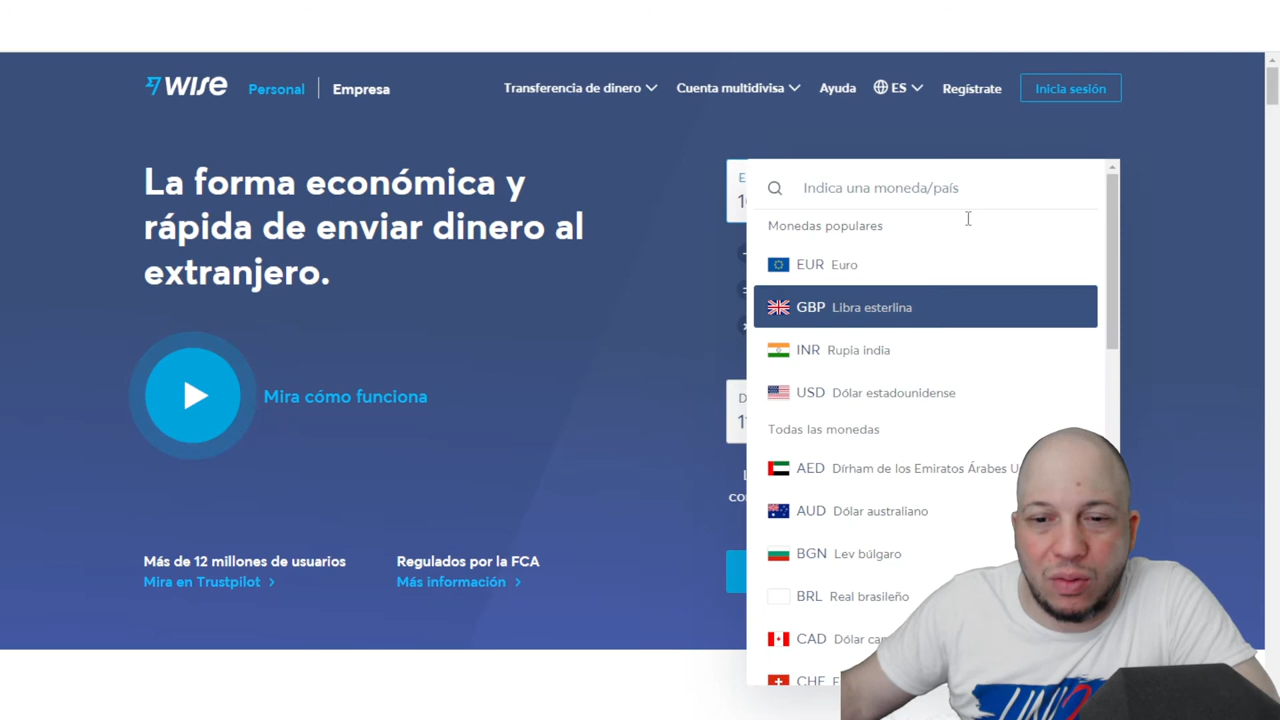 wise
Personal
Empresa
Transferencia de dinero
Cuenta multidivisa
Ayuda
ES
Regístrate
Inicia sesión
La forma económica y
rápida de enviar dinero al
extranjero.
Mira cómo funciona
Más de 12 millones de usuarios
Mira en Trustpilot
Regulados por la FCA
Más información
Indica una moneda/país
Monedas populares
EUR Euro
GBP Libra esterlina
INR Rupia india
USD Dólar estadounidense
Todas las monedas
AED Dírham de los Emiratos Árabes U
AUD Dólar australiano
BGN Lev búlgaro
BRL Real brasileño
CAD Dólar
CHF